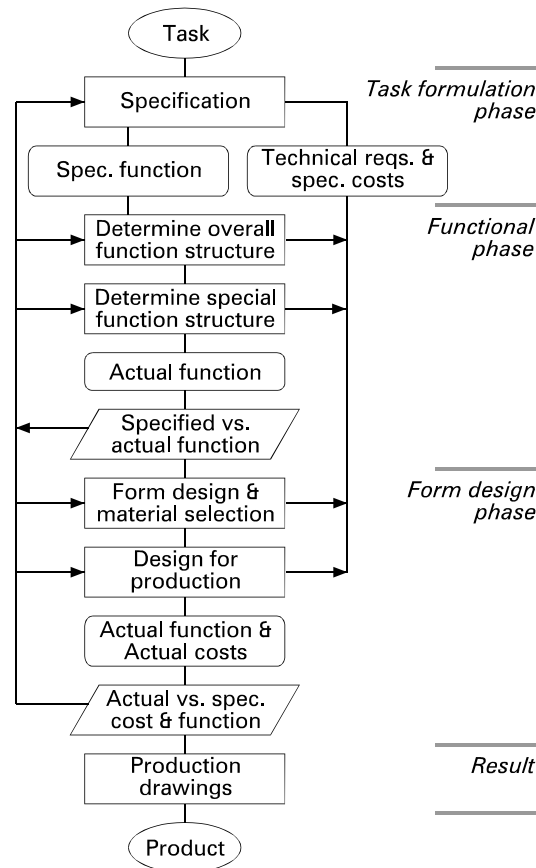 Task
Specification
Task formulation
phase
Spec. function
Technical reqs. &
spec. costs
Determine overall
function structure
Functional
phase
Determine special
function structure
Actual function
Specified vs.
actual function
Form design &
material selection
Form design
phase
Design for
production
Actual function &
Actual costs
Actual vs. spec.
cost & function
Production
drawings
Result
Product